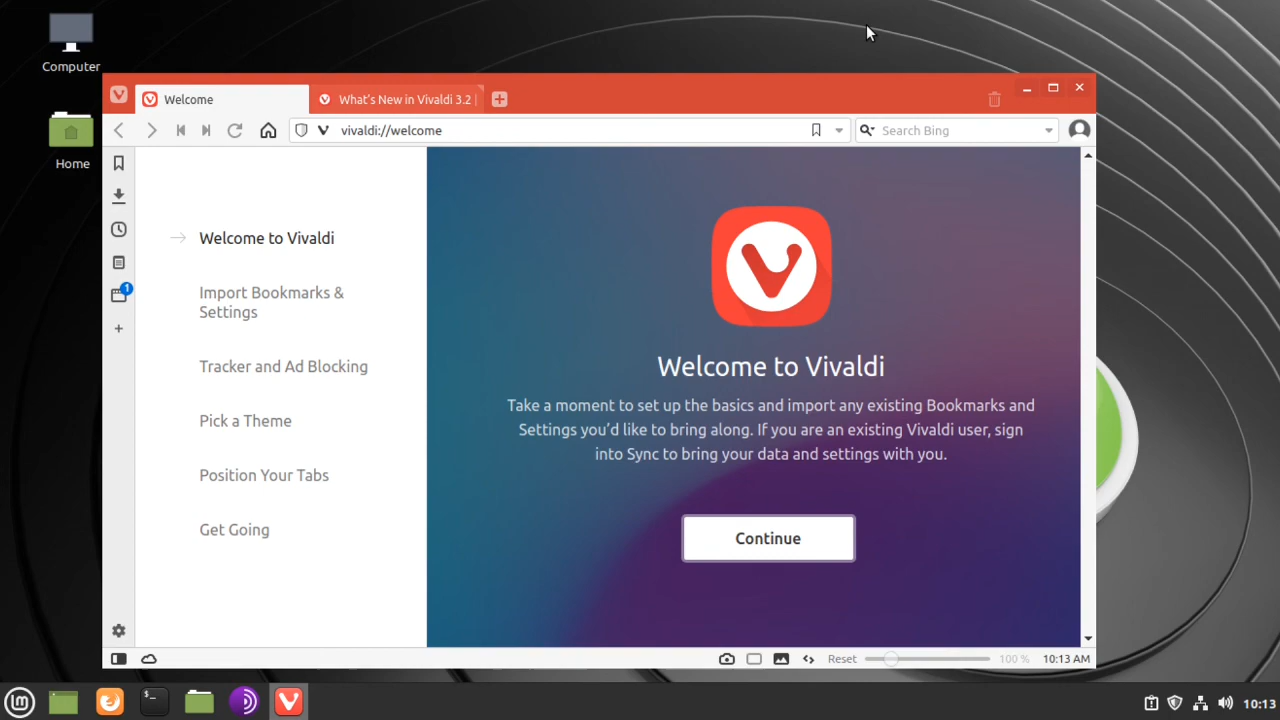 Computer
Home
Welcome
What's New in Vivaldi 3.2 |
vivaldi://welcome
Search Bing
1
Welcome to Vivaldi
Import Bookmarks &
Settings
Tracker and Ad Blocking
Pick a Theme
Position Your Tabs
Get Going
Welcome to Vivaldi
Take a moment to set up the basics and import any existing Bookmarks and
Settings you'd like to bring along. If you are an existing Vivaldi user, sign
into Sync to bring your data and settings with you.
Continue
Reset
100 %
10:13 AM
10:13